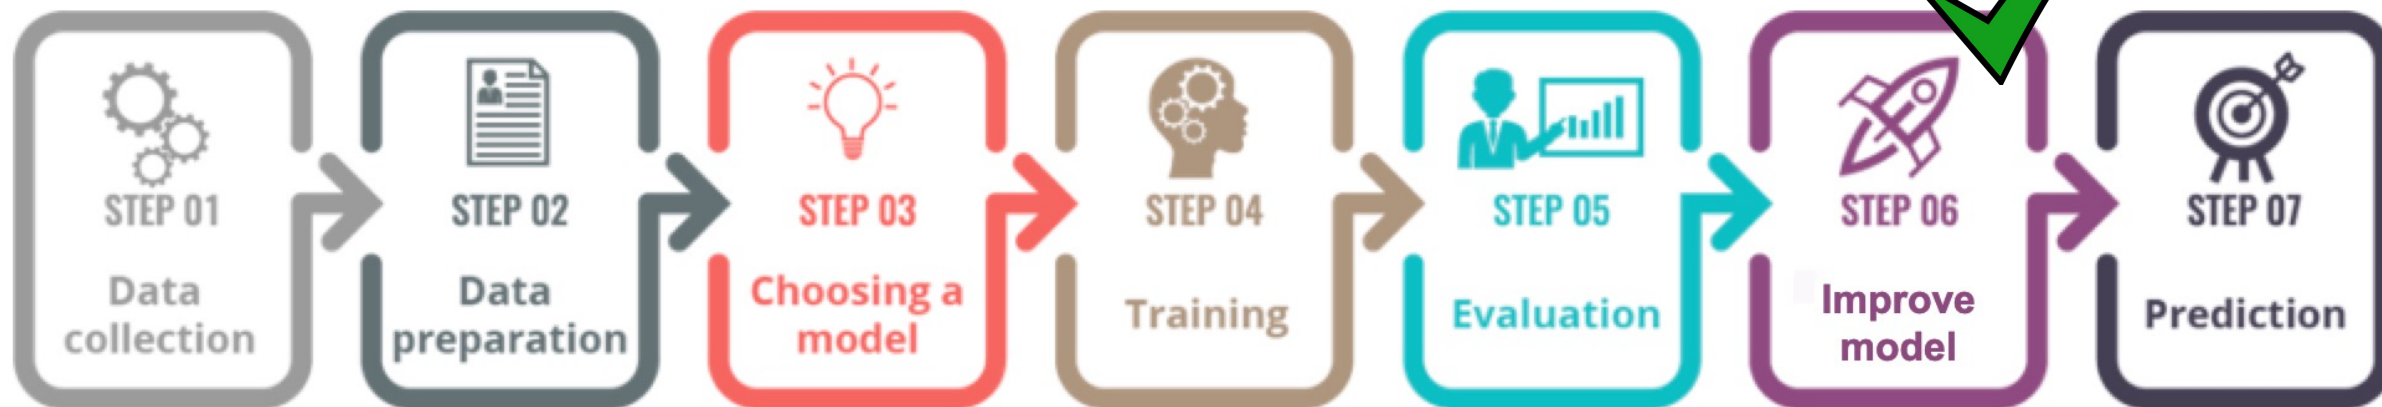 STEP 01
Data
collection
STEP 02
Data
preparation
STEP 03
Choosing a
model
STEP 04
Training
STEP 05
Evaluation
STEP 06
Improve
model
STEP 07
Prediction